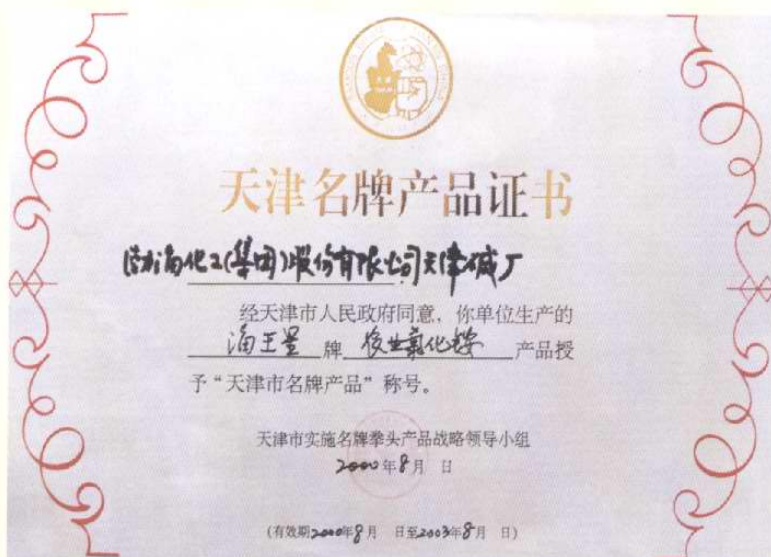 天津名牌产品证书
渤海化工(集团)股份有限公司天津碱厂
经天津市人民政府同意，你单位生产的
海王星 牌 农业氯化铵 产品授
予“天津市名牌产品”称号。
天津市实施名牌拳头产品战略领导小组
2000年8月 日
(有效期2000年8月 日至2003年8月 日)